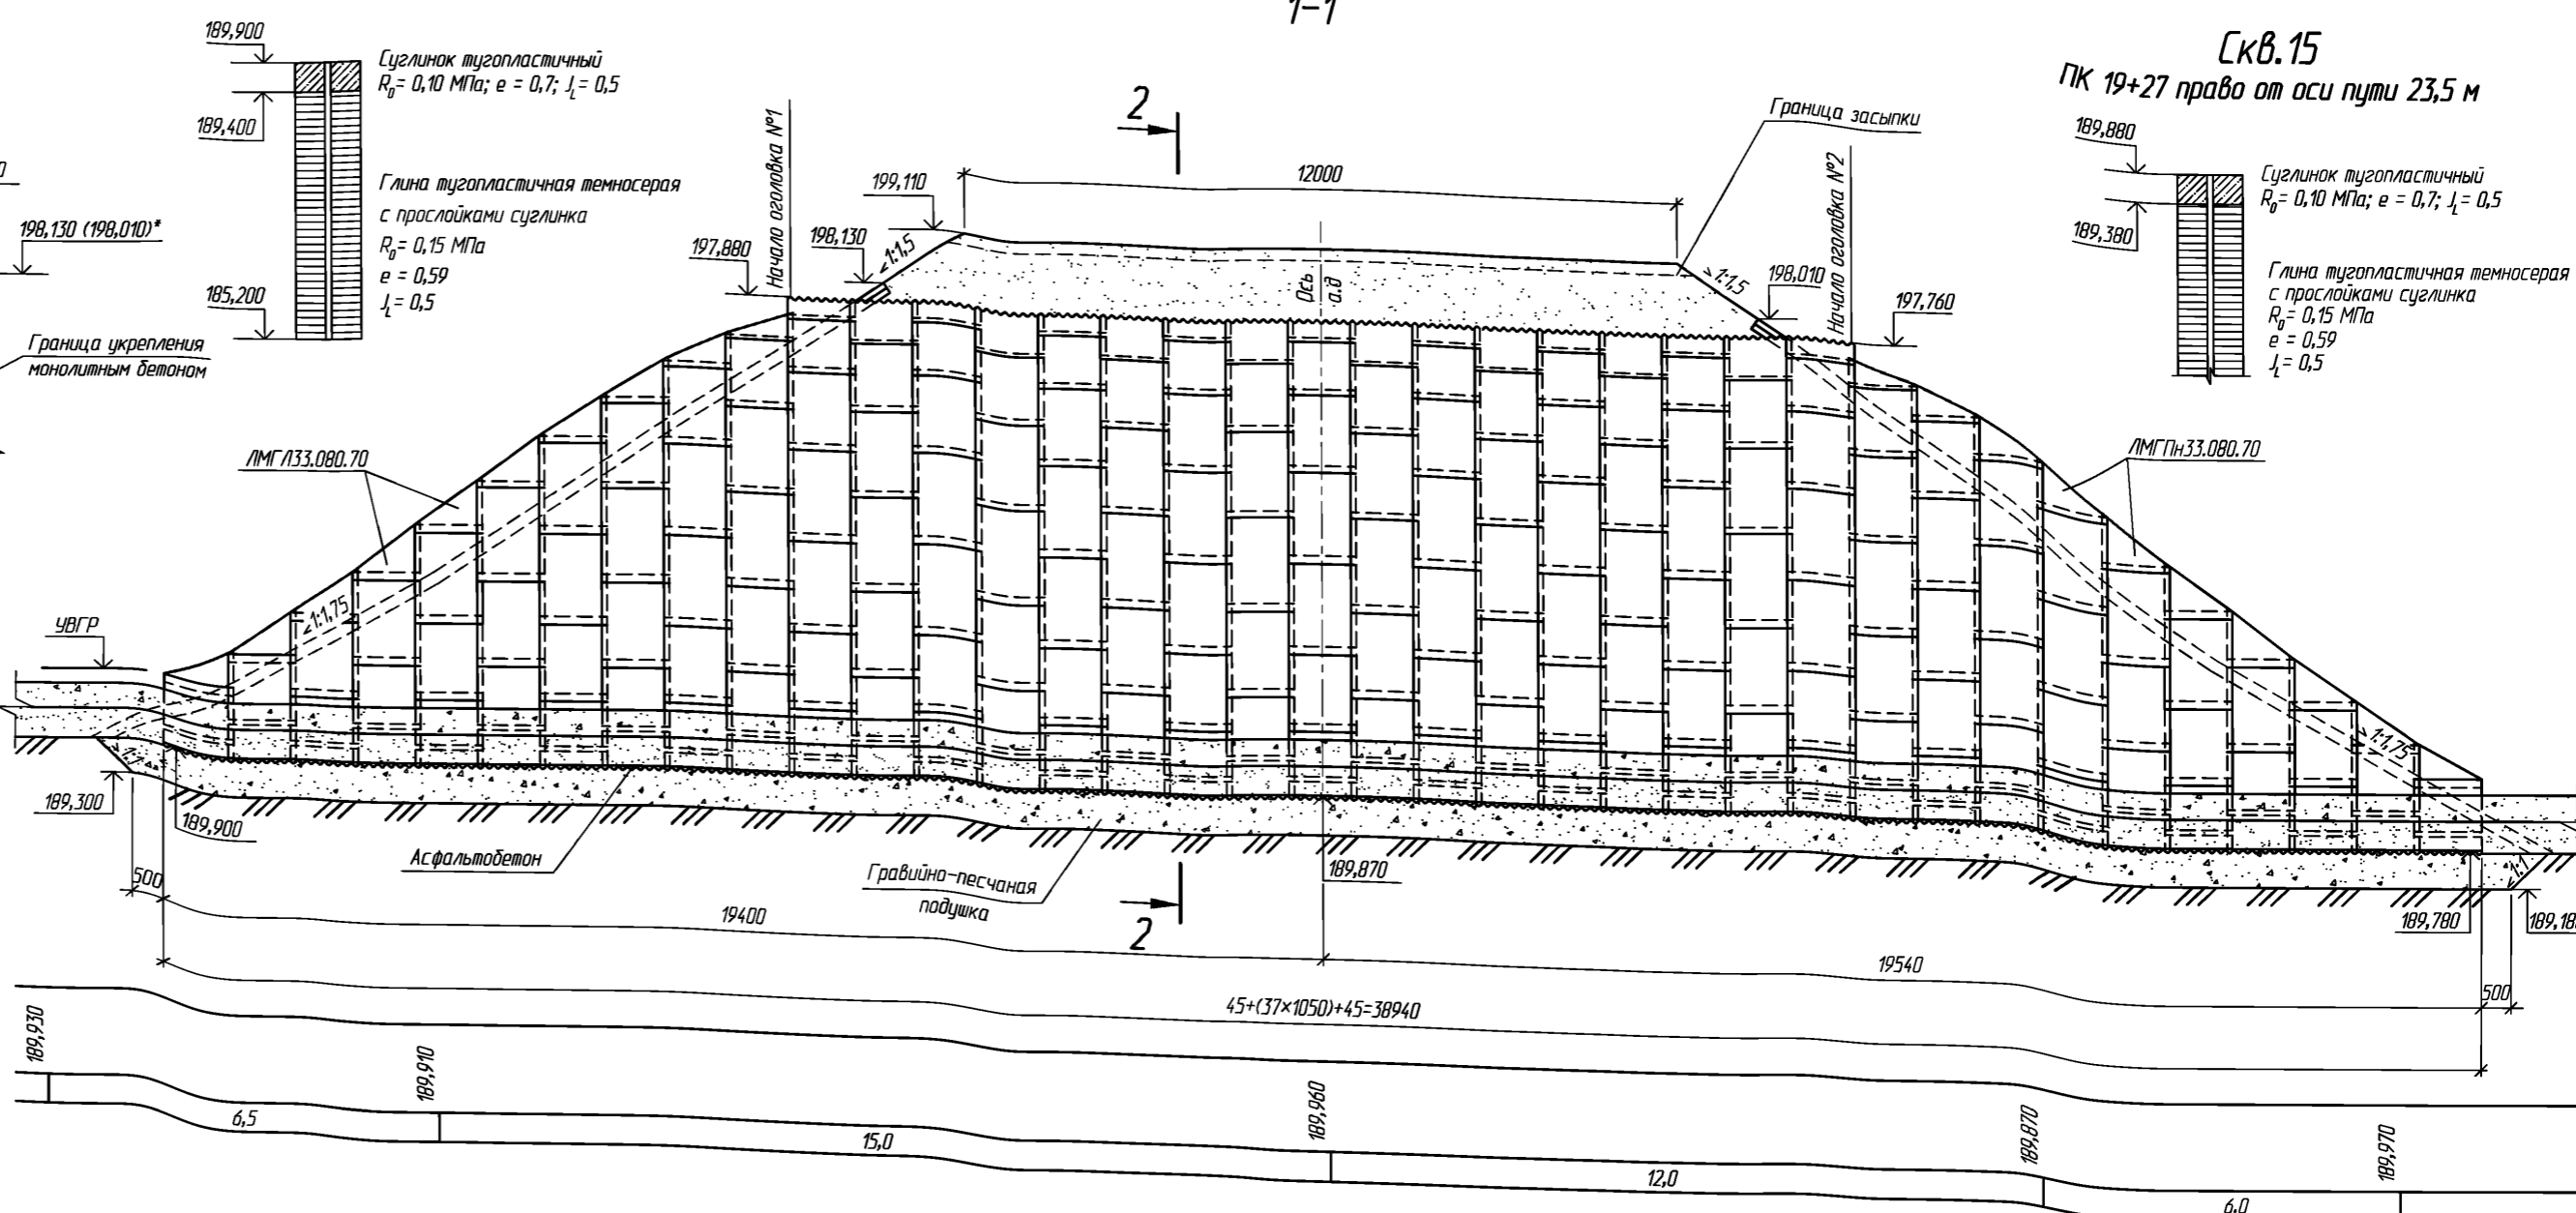 1-1
189,900
Суглинок тугопластичный
R₀= 0,10 МПа; e = 0,7; J_L= 0,5
189,400
Глина тугопластичная темносерая
с прослойками суглинка
R₀= 0,15 МПа
e = 0,59
J_L= 0,5
185,200
198,130 (198,010)*
Граница укрепления
монолитным бетоном
Скв.15
ПК 19+27 право от оси пути 23,5 м
189,880
Суглинок тугопластичный
R₀= 0,10 МПа; e = 0,7; J_L= 0,5
189,380
Глина тугопластичная темносерая
с прослойками суглинка
R₀= 0,15 МПа
e = 0,59
J_L= 0,5
2
Граница засыпки
12000
Начало оголовка №1
Начало оголовка №2
199,110
198,130
197,880
1:1,5
Ось
а.д
1:1,5
198,010
197,760
ЛМГЛ33.080.70
ЛМГПн33.080.70
1:1,75
1:1,75
УВГР
189,300
189,900
Асфальтобетон
Гравийно-песчаная
подушка
2
189,870
189,780
189,18
500
19400
19540
500
45+(37×1050)+45=38940
189,930
189,910
189,960
189,870
189,970
6,5
15,0
12,0
6,0